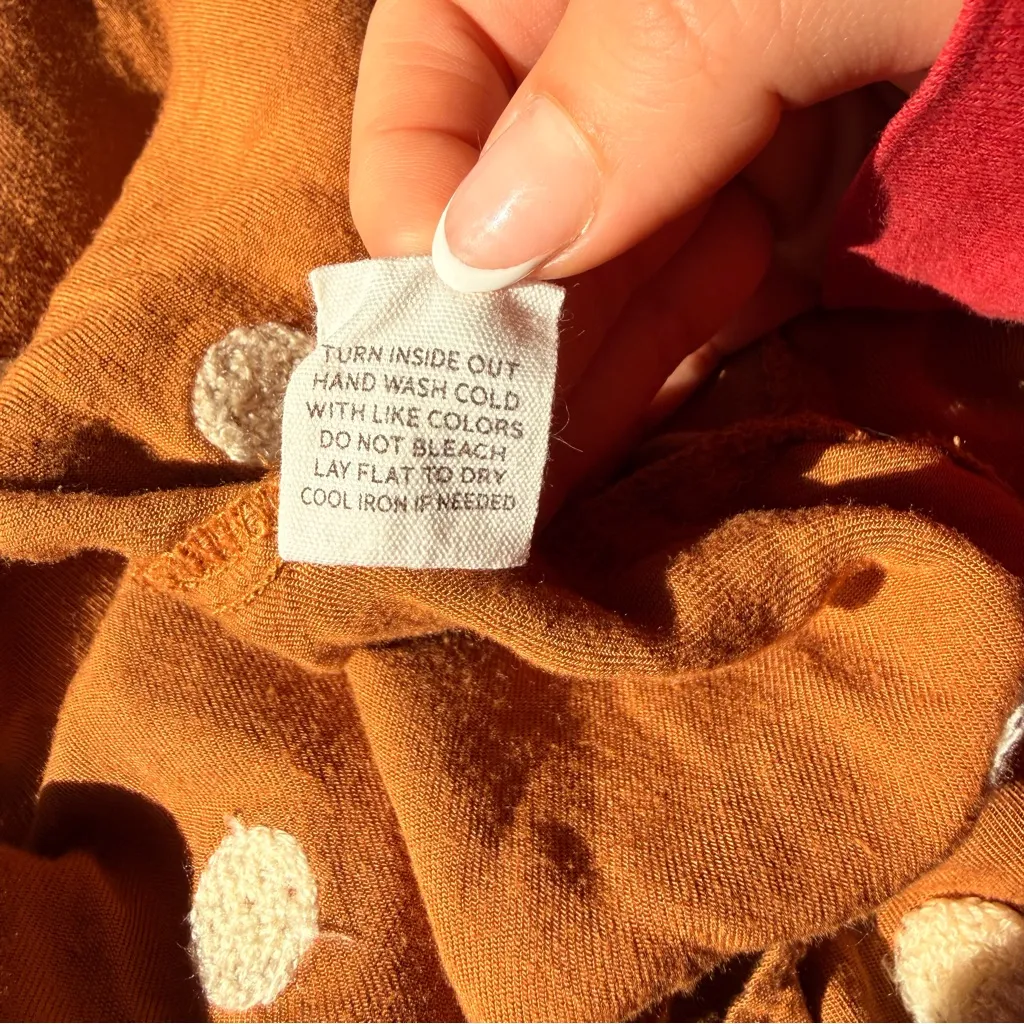 TURN INSIDE OUT
HAND WASH COLD
WITH LIKE COLORS
DO NOT BLEACH
LAY FLAT TO DRY
COOL IRON IF NEEDED